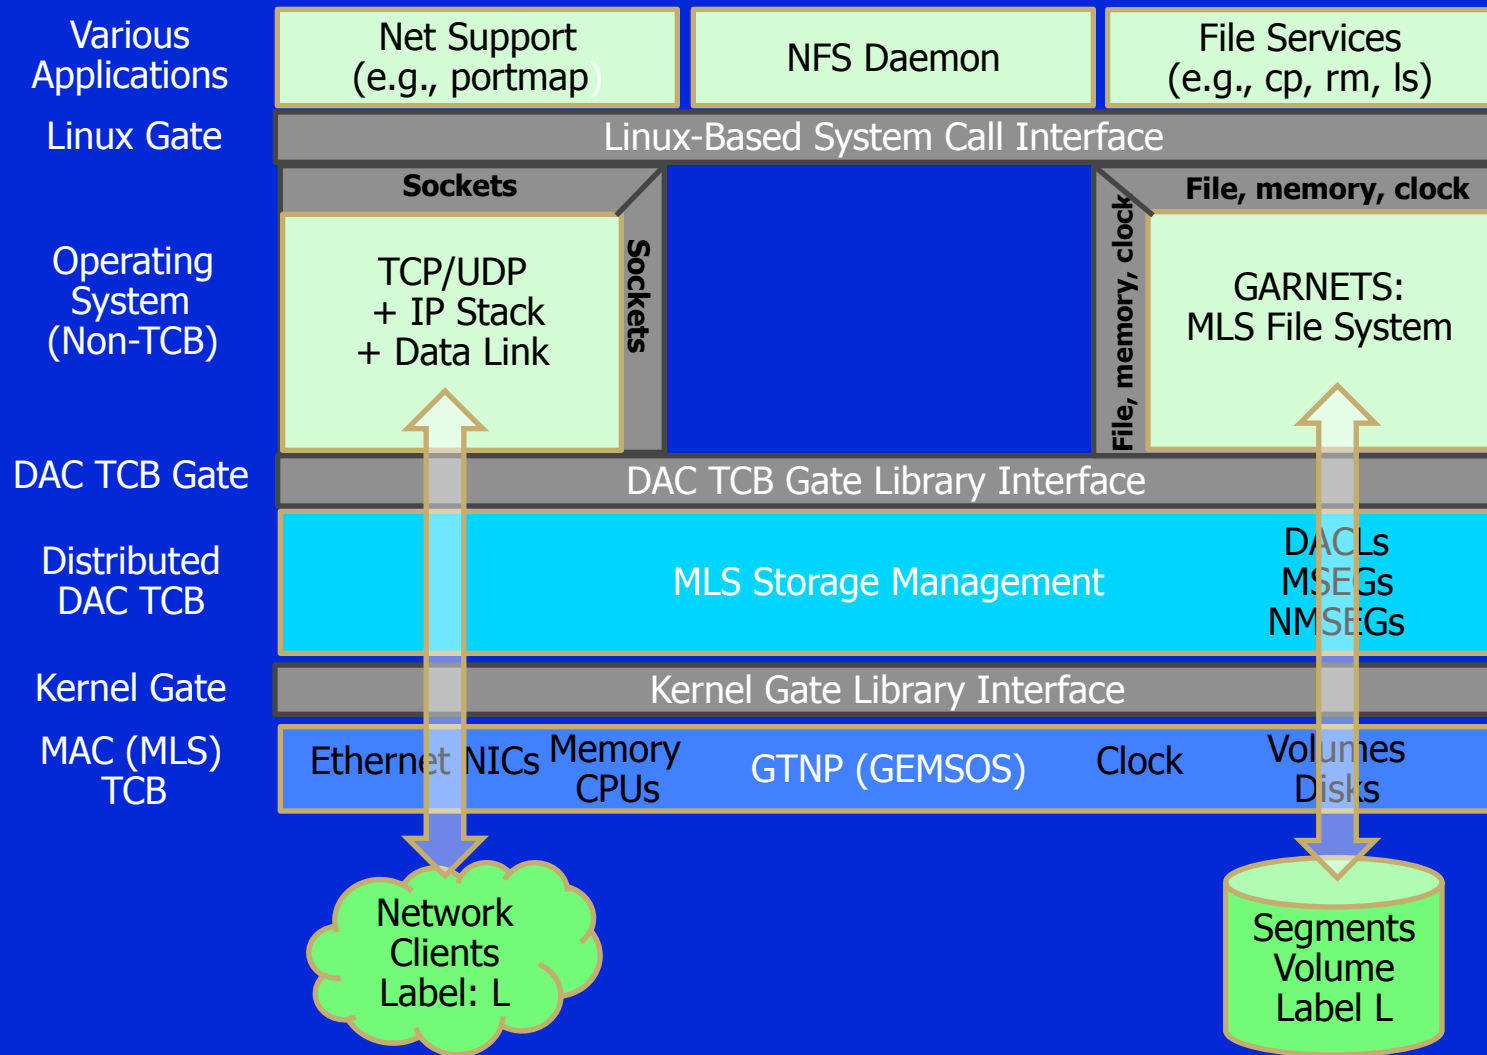 Various
Applications
Net Support
(e.g., portmap)
NFS Daemon
File Services
(e.g., cp, rm, ls)
Linux Gate
Linux-Based System Call Interface
Sockets
File, memory, clock
Operating
System
(Non-TCB)
TCP/UDP
+ IP Stack
+ Data Link
Sockets
File, memory, clock
GARNETS:
MLS File System
DAC TCB Gate
DAC TCB Gate Library Interface
Distributed
DAC TCB
MLS Storage Management
DACLs
MSEGs
NMSEGs
Kernel Gate
Kernel Gate Library Interface
MAC (MLS)
TCB
Ethernet NICs
Memory
CPUs
GTNP (GEMSOS)
Clock
Volumes
Disks
Network
Clients
Label: L
Segments
Volume
Label L